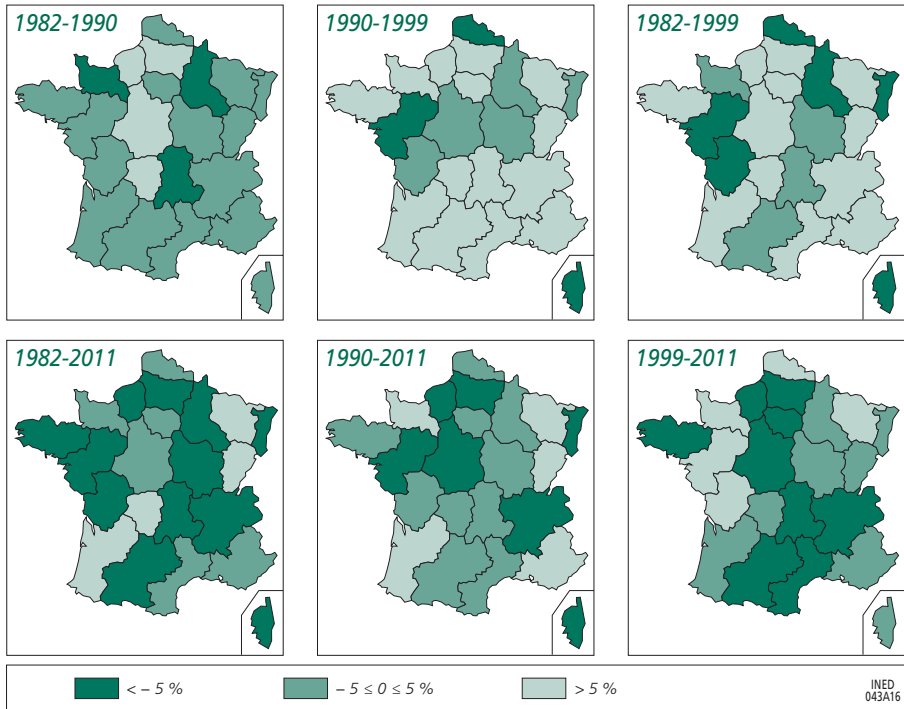 1982-1990
1990-1999
1982-1999
1982-2011
1990-2011
1999-2011
< – 5 %
– 5 ≤ 0 ≤ 5 %
> 5 %
INED
043A16